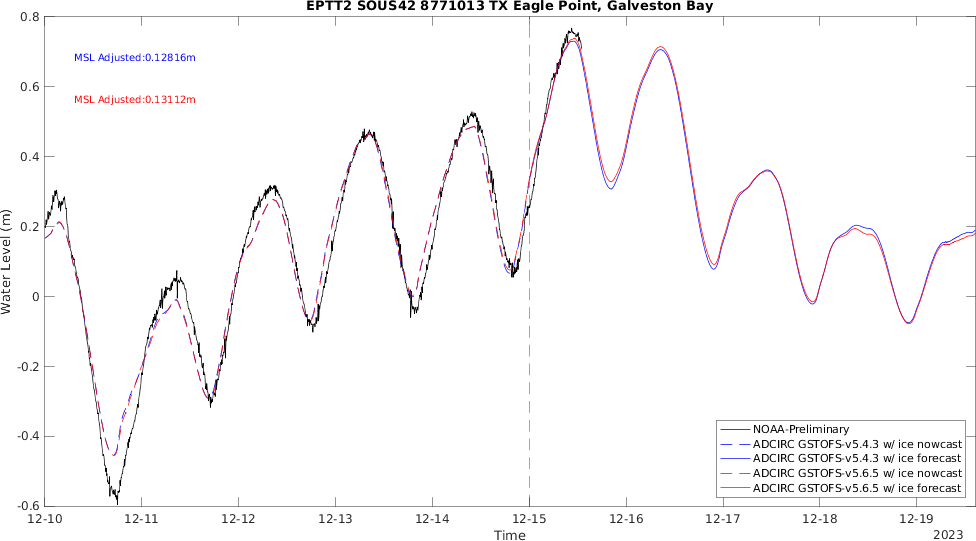 EPTT2 SOUS42 8771013 TX Eagle Point, Galveston Bay
0.8
MSL Adjusted:0.12816m
0.6
MSL Adjusted:0.13112m
0.4
0.2
Water Level (m)
0
-0.2
-0.4
NOAA-Preliminary
ADCIRC GSTOFS-v5.4.3 w/ ice nowcast
ADCIRC GSTOFS-v5.4.3 w/ ice forecast
ADCIRC GSTOFS-v5.6.5 w/ ice nowcast
ADCIRC GSTOFS-v5.6.5 w/ ice forecast
-0.6
12-10 12-11 12-12 12-13 12-14 12-15 12-16 12-17 12-18 12-19
Time
2023